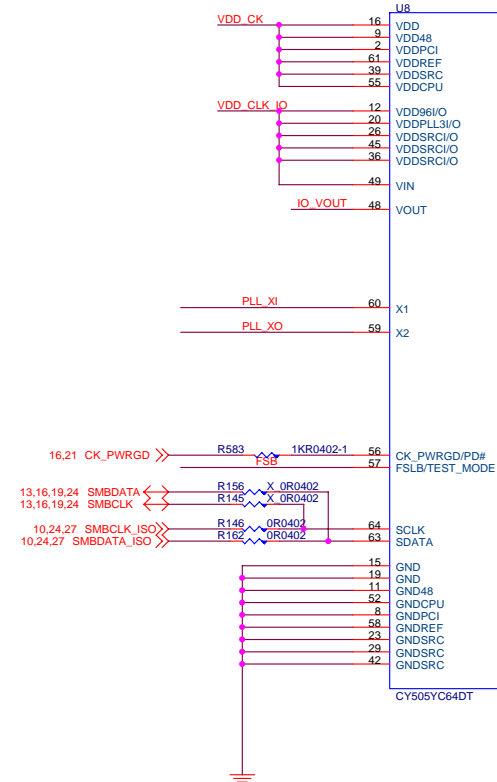 U8
VDD_CK 16 VDD
9 VDD48
2 VDDPCI
61 VDDREF
39 VDDSRC
55 VDDCPU
VDD_CLK_IO 12 VDD96I/O
20 VDDPLL3I/O
26 VDDSRCI/O
45 VDDSRCI/O
36 VDDSRCI/O
49 VIN
IO_VOUT 48 VOUT
PLL_XI 60 X1
PLL_XO 59 X2
16,21 CK_PWRGD R583 1KR0402-1 56 CK_PWRGD/PD#
FSB 57 FSLB/TEST_MODE
13,16,19,24 SMBDATA R156 X_0R0402
13,16,19,24 SMBCLK R145 X_0R0402
10,24,27 SMBCLK_ISO R146 0R0402 64 SCLK
10,24,27 SMBDATA_ISO R162 0R0402 63 SDATA
15 GND
19 GND
11 GND48
52 GNDCPU
8 GNDPCI
58 GNDREF
23 GNDSRC
29 GNDSRC
42 GNDSRC
CY505YC64DT